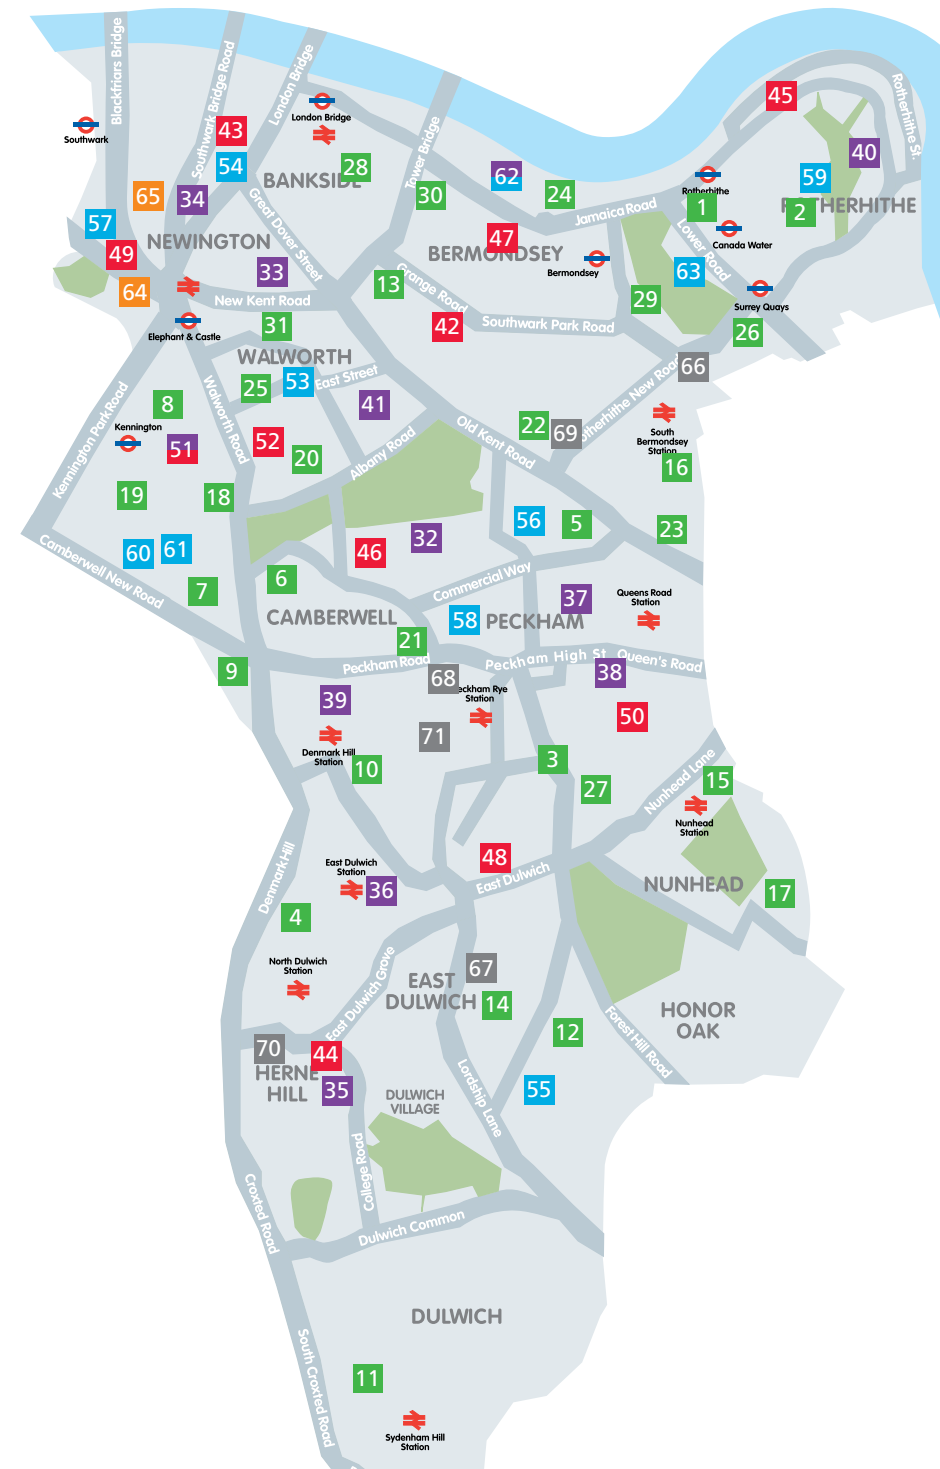 Blackfriars Bridge
Southwark Bridge Road
London Bridge
Tower Bridge
Rotherhithe St.
Southwark
London Bridge
43
54
28
BANKSIDE
65
34
30
62
24
45
40
59
Rotherhithe
1
2
ROTHERHITHE
Canada Water
57
49
NEWINGTON
Great Dover Street
33
64
New Kent Road
Elephant & Castle
31
13
Grange Road
47
BERMONDSEY
Jamaica Road
Bermondsey
Lower Road
63
29
Surrey Quays
26
42
Southwark Park Road
66
WALWORTH
25
53
East Street
41
8
Kennington
51
Kennington Park Road
Walworth Road
52
20
Albany Road
Old Kent Road
22
69
Rotherhithe New Road
South
Bermondsey
Station
16
19
18
60
61
7
Camberwell New Road
6
46
32
56
5
23
Commercial Way
CAMBERWELL
58
PECKHAM
37
Queens Road
Station
21
9
Peckham Road
68
Peckham High St
Queen's Road
38
Peckham Rye
Station
39
71
50
Denmark Hill
Station
10
3
27
Nunhead Lane
15
Nunhead
Station
NUNHEAD
17
48
East Dulwich
East Dulwich
Station
36
Denmark Hill
4
North Dulwich
Station
East Dulwich Grove
67
EAST
DULWICH
14
12
HONOR
OAK
Forest Hill Road
70
44
HERNE
HILL
35
55
DULWICH
VILLAGE
Lordship Lane
College Road
Croxted Road
Dulwich Common
DULWICH
South Croxted Road
11
Sydenham Hill
Station